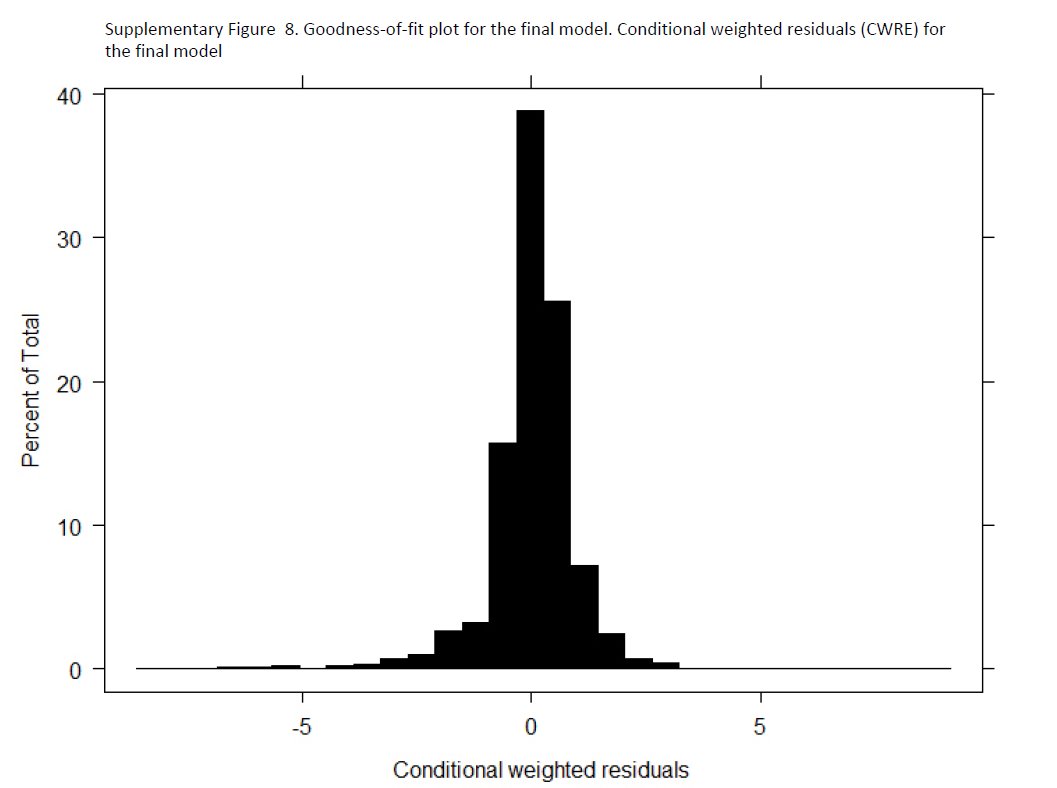 Supplementary Figure 8. Goodness-of-fit plot for the final model. Conditional weighted residuals (CWRE) for
the final model
40
30
20
10
0
Percent of Total
-5
0
5
Conditional weighted residuals